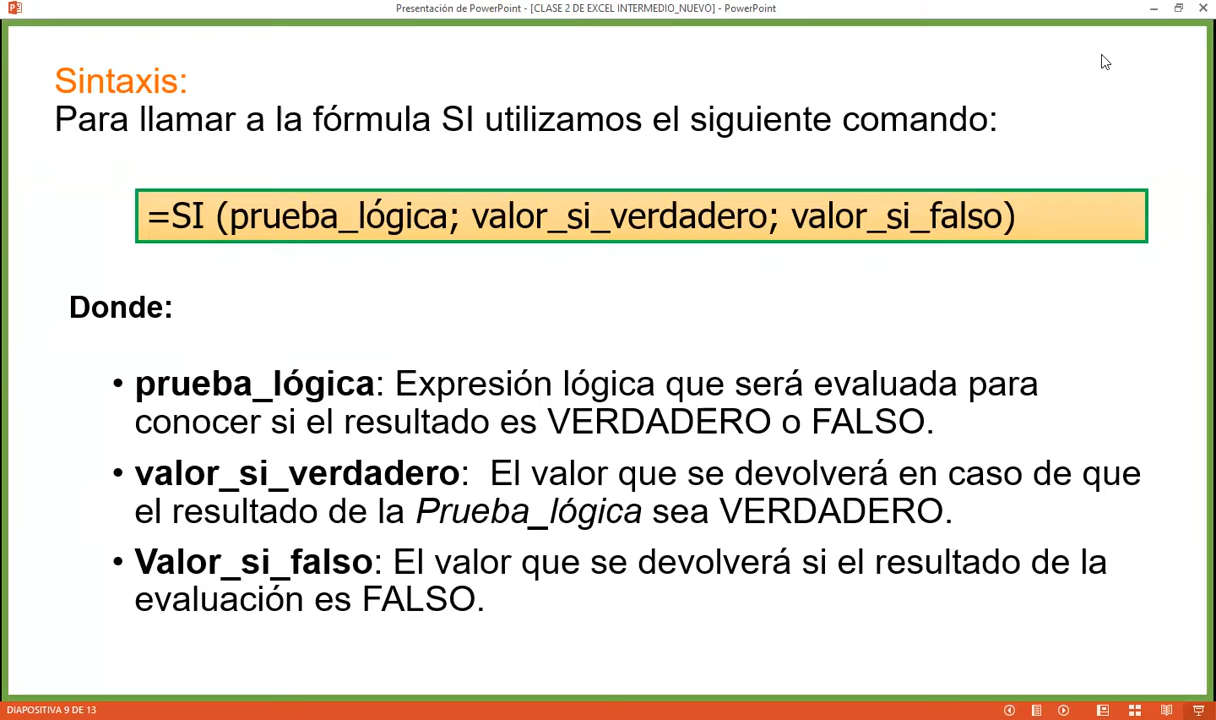 Presentación de PowerPoint - [CLASE 2 DE EXCEL INTERMEDIO_NUEVO] - PowerPoint
Sintaxis:
Para llamar a la fórmula SI utilizamos el siguiente comando:
=SI (prueba_lógica; valor_si_verdadero; valor_si_falso)
Donde:
• prueba_lógica: Expresión lógica que será evaluada para
conocer si el resultado es VERDADERO o FALSO.
• valor_si_verdadero:  El valor que se devolverá en caso de que
el resultado de la Prueba_lógica sea VERDADERO.
• Valor_si_falso: El valor que se devolverá si el resultado de la
evaluación es FALSO.
DIAPOSITIVA 9 DE 13